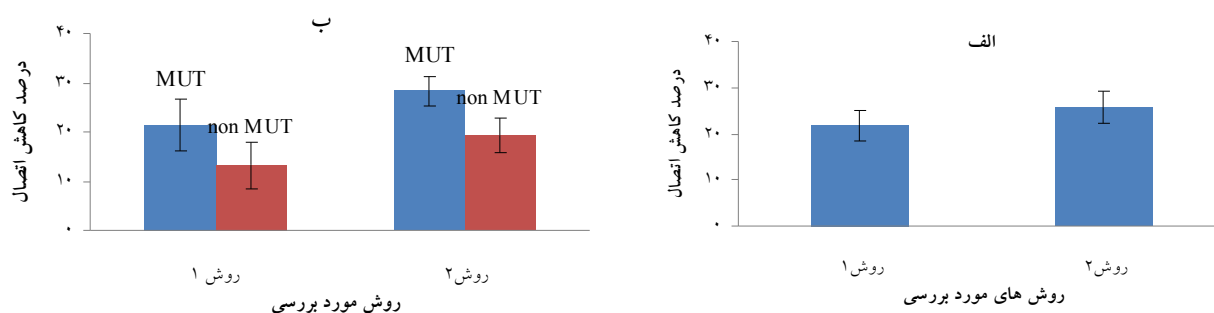 الف
درصد کاهش اتصال
۴۰
۳۰
۲۰
۱۰
۰
روش۱
روش۲
روش های مورد بررسی
ب
درصد کاهش اتصال
۴۰
۳۰
۲۰
۱۰
۰
MUT
non MUT
MUT
non MUT
روش ۱
روش۲
روش مورد بررسی